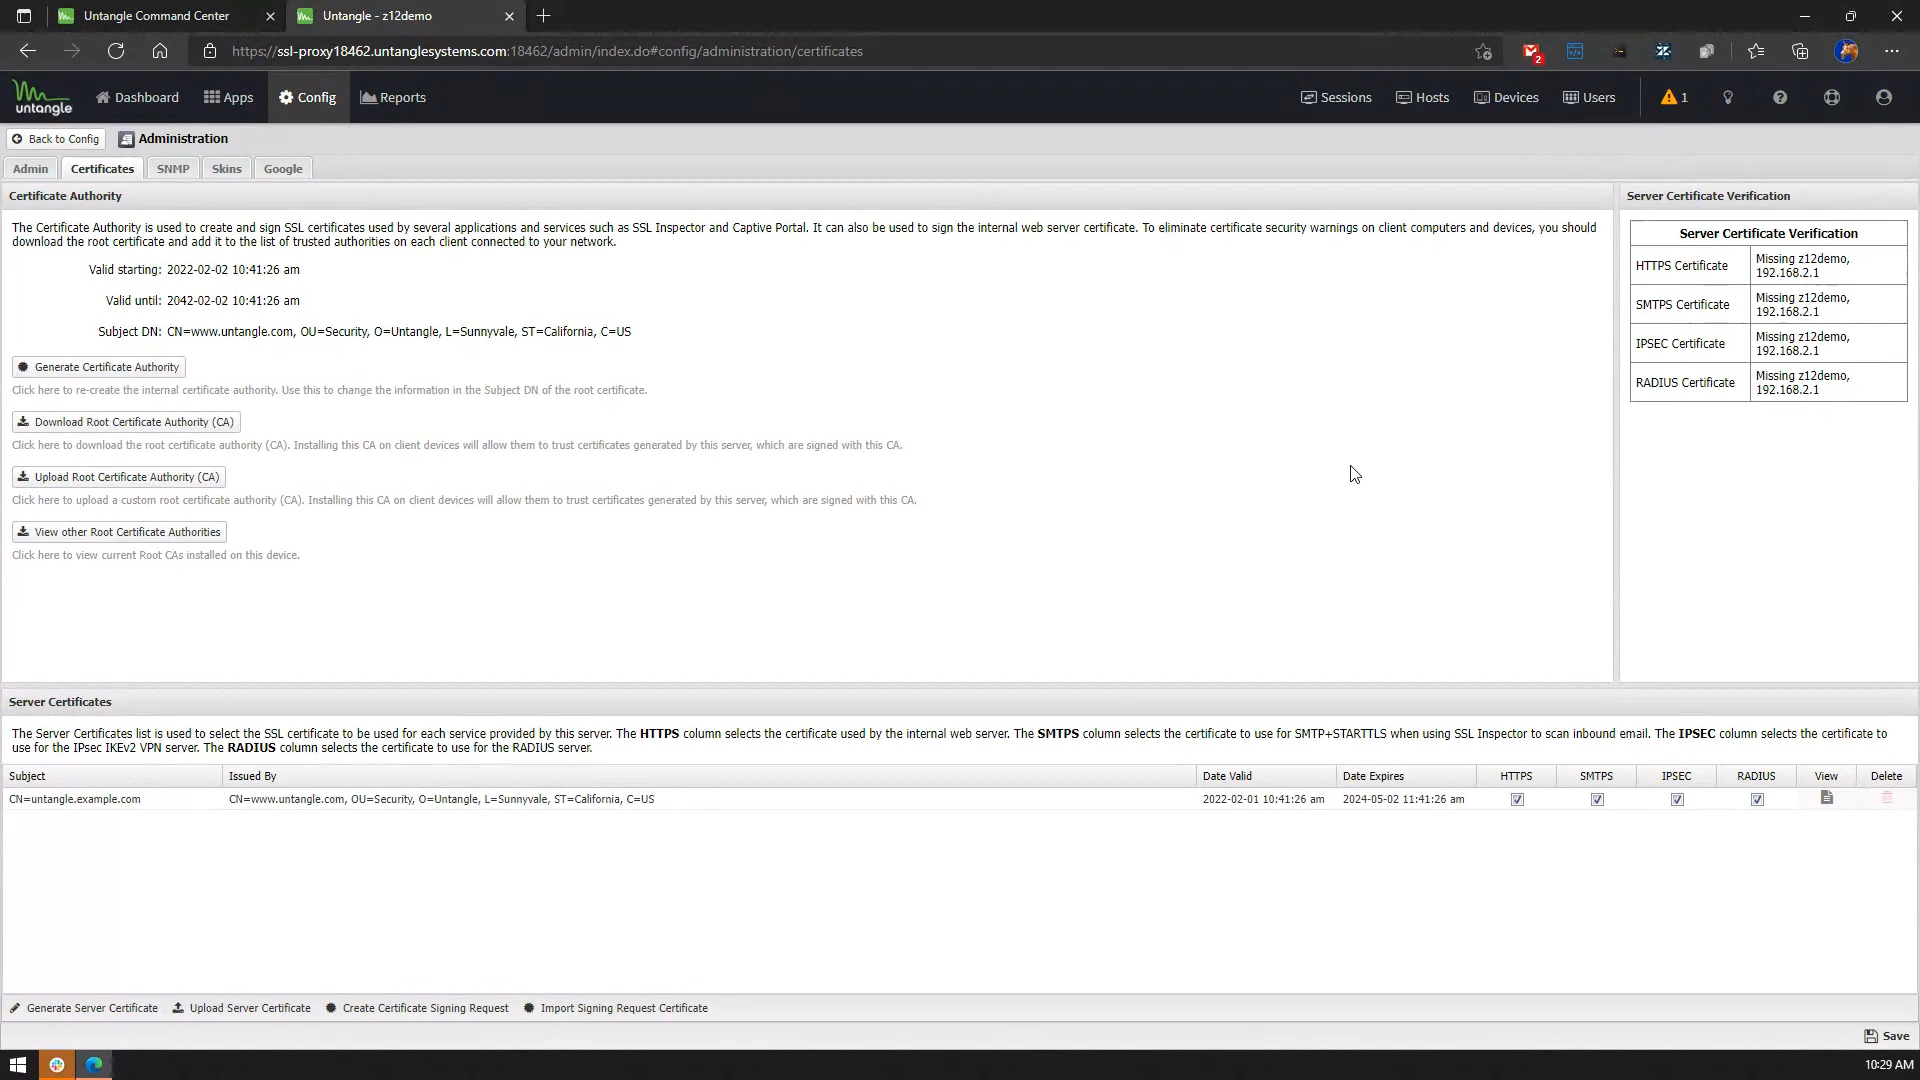 Untangle Command Center
Untangle - z12demo
https://ssl-proxy18462.untanglesystems.com:18462/admin/index.do#config/administration/certificates
2
untangle
Dashboard
Apps
Config
Reports
Sessions
Hosts
Devices
Users
1
Back to Config
Administration
Admin
Certificates
SNMP
Skins
Google
Certificate Authority
The Certificate Authority is used to create and sign SSL certificates used by several applications and services such as SSL Inspector and Captive Portal. It can also be used to sign the internal web server certificate. To eliminate certificate security warnings on client computers and devices, you should
download the root certificate and add it to the list of trusted authorities on each client connected to your network.
Valid starting: 2022-02-02 10:41:26 am
Valid until: 2042-02-02 10:41:26 am
Subject DN: CN=www.untangle.com, OU=Security, O=Untangle, L=Sunnyvale, ST=California, C=US
Generate Certificate Authority
Click here to re-create the internal certificate authority. Use this to change the information in the Subject DN of the root certificate.
Download Root Certificate Authority (CA)
Click here to download the root certificate authority (CA). Installing this CA on client devices will allow them to trust certificates generated by this server, which are signed with this CA.
Upload Root Certificate Authority (CA)
Click here to upload a custom root certificate authority (CA). Installing this CA on client devices will allow them to trust certificates generated by this server, which are signed with this CA.
View other Root Certificate Authorities
Click here to view current Root CAs installed on this device.
Server Certificate Verification
Server Certificate Verification
HTTPS Certificate
Missing z12demo,
192.168.2.1
SMTPS Certificate
Missing z12demo,
192.168.2.1
IPSEC Certificate
Missing z12demo,
192.168.2.1
RADIUS Certificate
Missing z12demo,
192.168.2.1
Server Certificates
The Server Certificates list is used to select the SSL certificate to be used for each service provided by this server. The HTTPS column selects the certificate used by the internal web server. The SMTPS column selects the certificate to use for SMTP+STARTTLS when using SSL Inspector to scan inbound email. The IPSEC column selects the certificate to
use for the IPsec IKEv2 VPN server. The RADIUS column selects the certificate to use for the RADIUS server.
Subject Issued By Date Valid Date Expires HTTPS SMTPS IPSEC RADIUS View Delete
CN=untangle.example.com CN=www.untangle.com, OU=Security, O=Untangle, L=Sunnyvale, ST=California, C=US 2022-02-01 10:41:26 am 2024-05-02 11:41:26 am
Generate Server Certificate
Upload Server Certificate
Create Certificate Signing Request
Import Signing Request Certificate
Save
10:29 AM